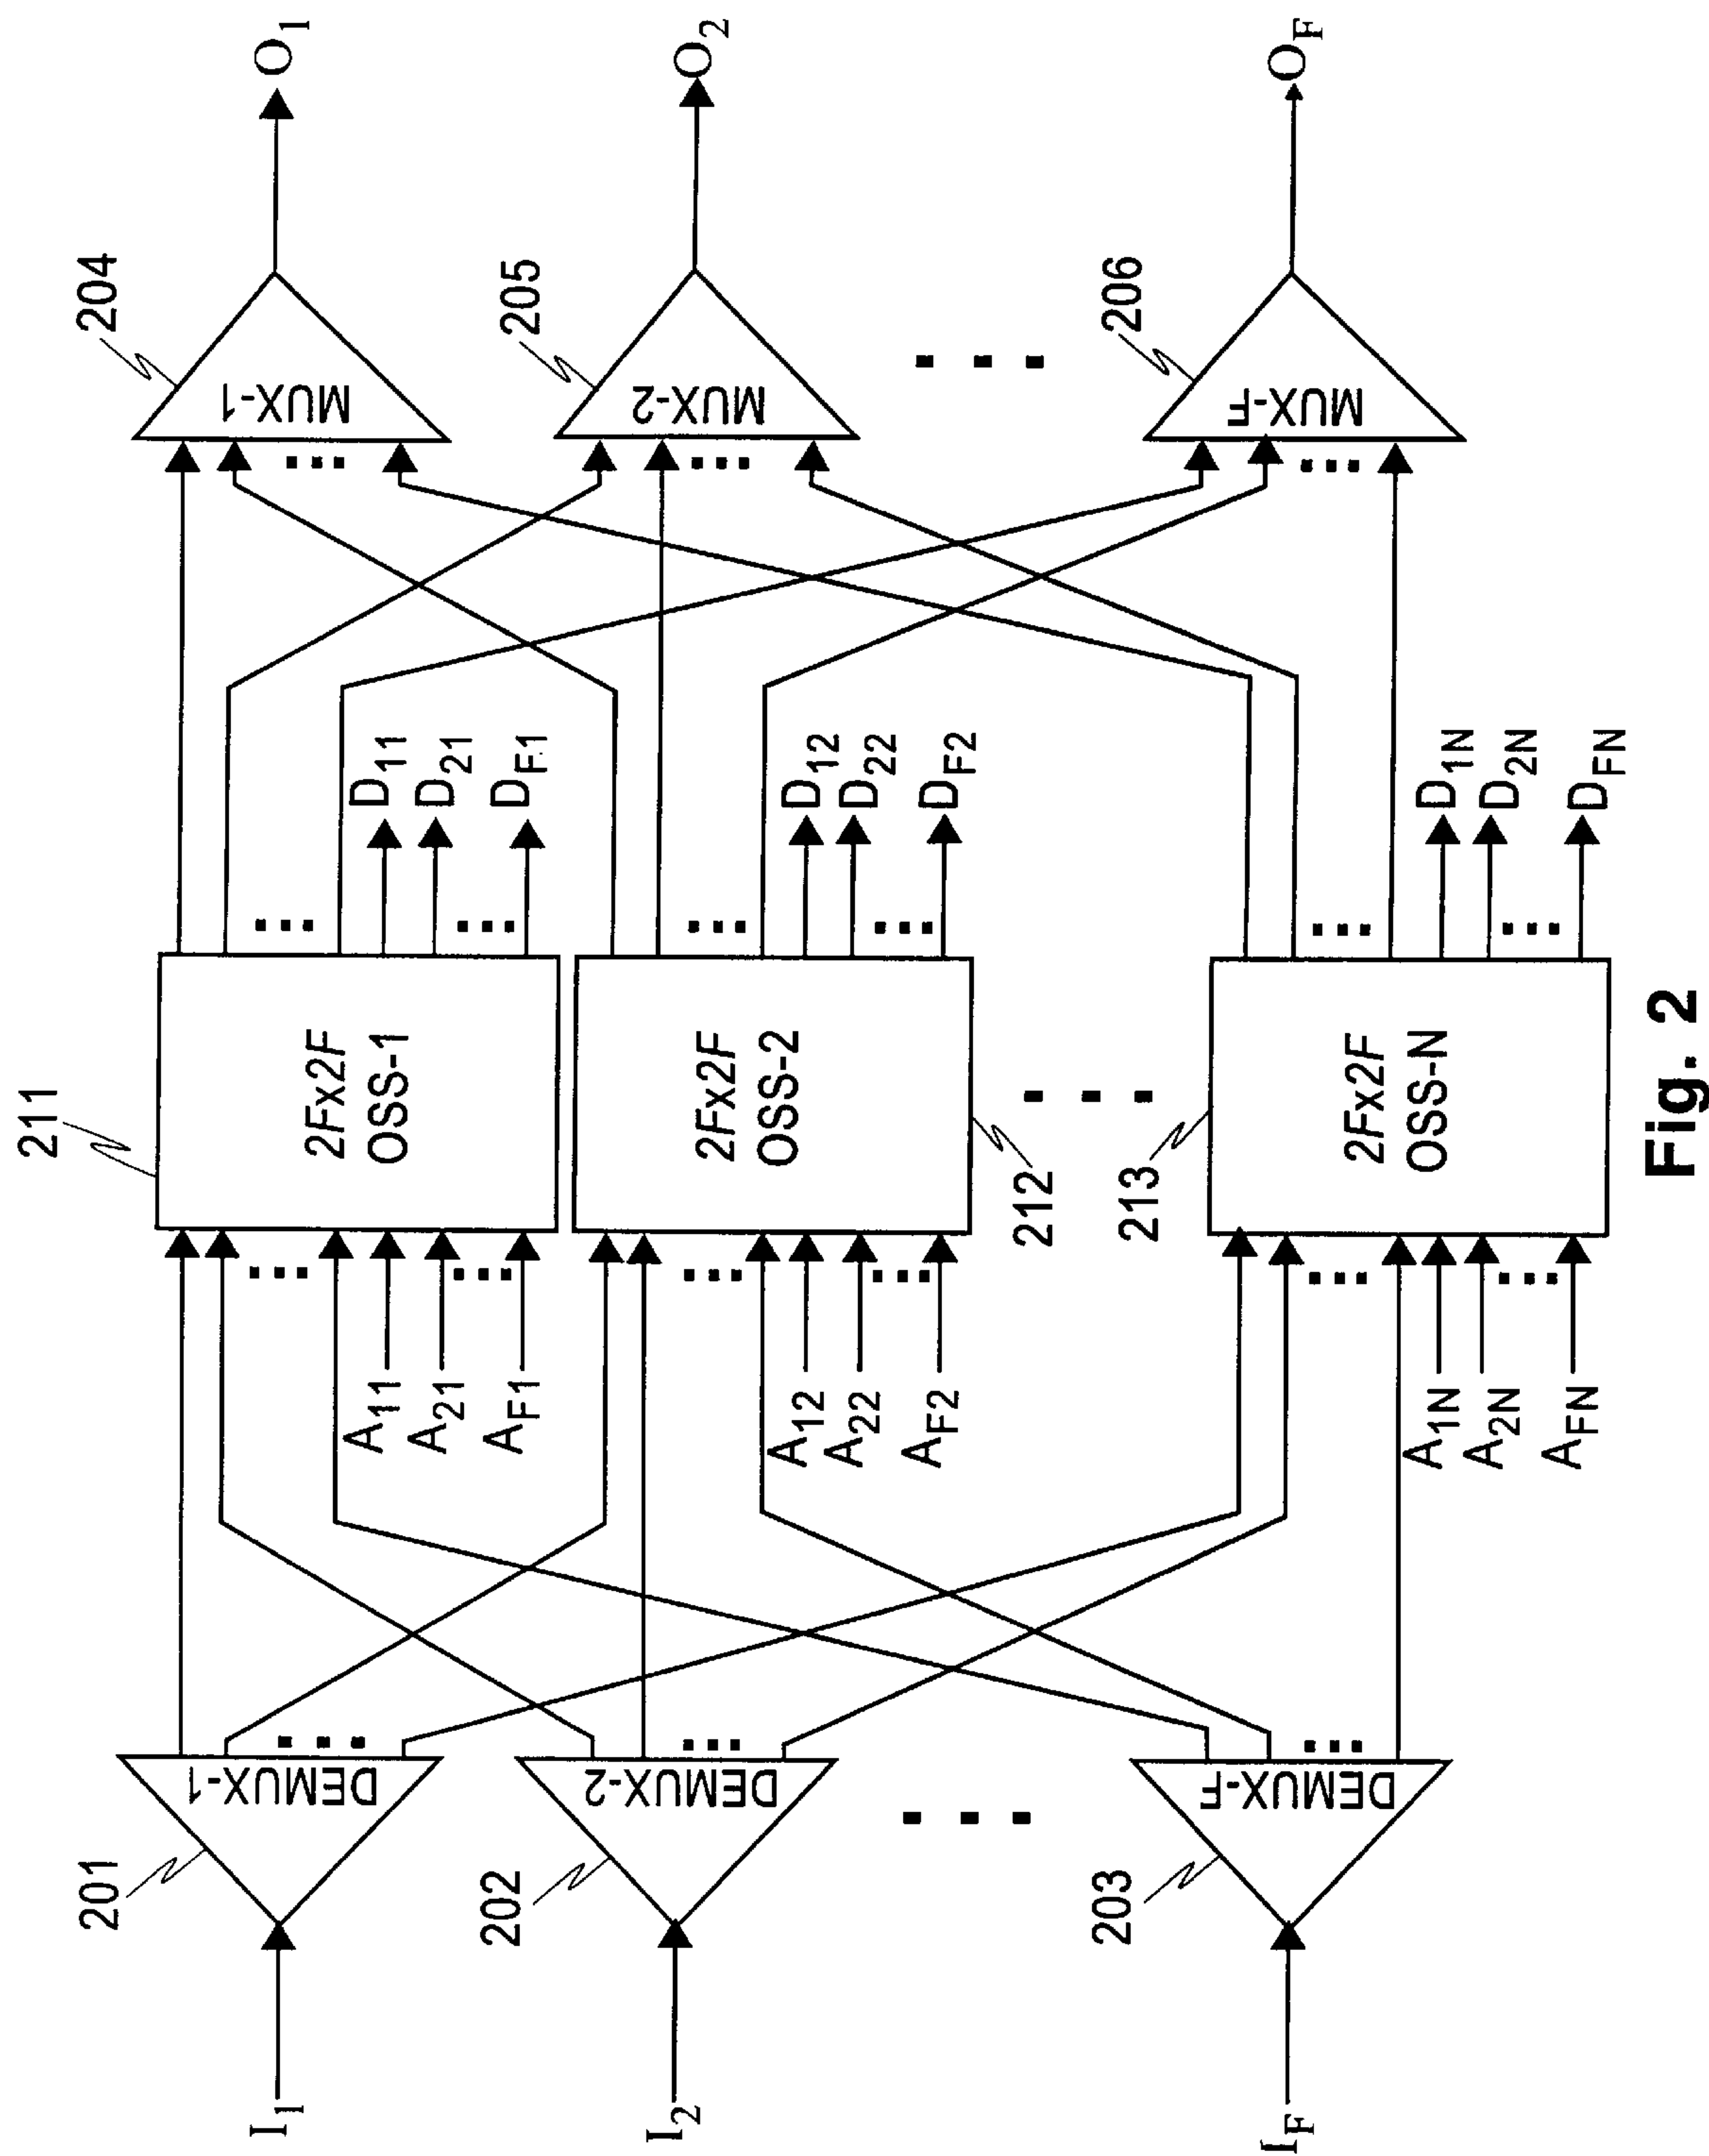 I1
I2
IF
201
202
203
DEMUX-1
DEMUX-2
DEMUX-F
A11
A21
AF1
A12
A22
AF2
A1N
A2N
AFN
211
2Fx2F
OSS-1
2Fx2F
OSS-2
212
213
2Fx2F
OSS-N
D11
D21
DF1
D12
D22
DF2
D1N
D2N
DFN
204
205
206
MUX-1
MUX-2
MUX-F
O1
O2
OF
Fig. 2